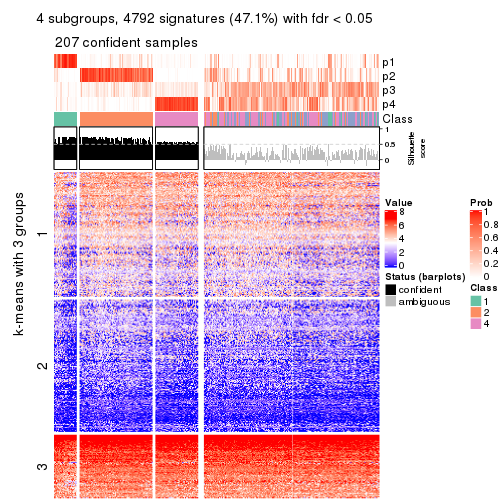 4 subgroups, 4792 signatures (47.1%) with fdr < 0.05
207 confident samples
p1
p2
p3
p4
Class
1
0.5
0
Silhouette
score
k-means with 3 groups
1
2
3
Value
8
6
4
2
0
Status (barplots)
confident
ambiguous
Prob
1
0.8
0.6
0.4
0.2
0
Class
1
2
4